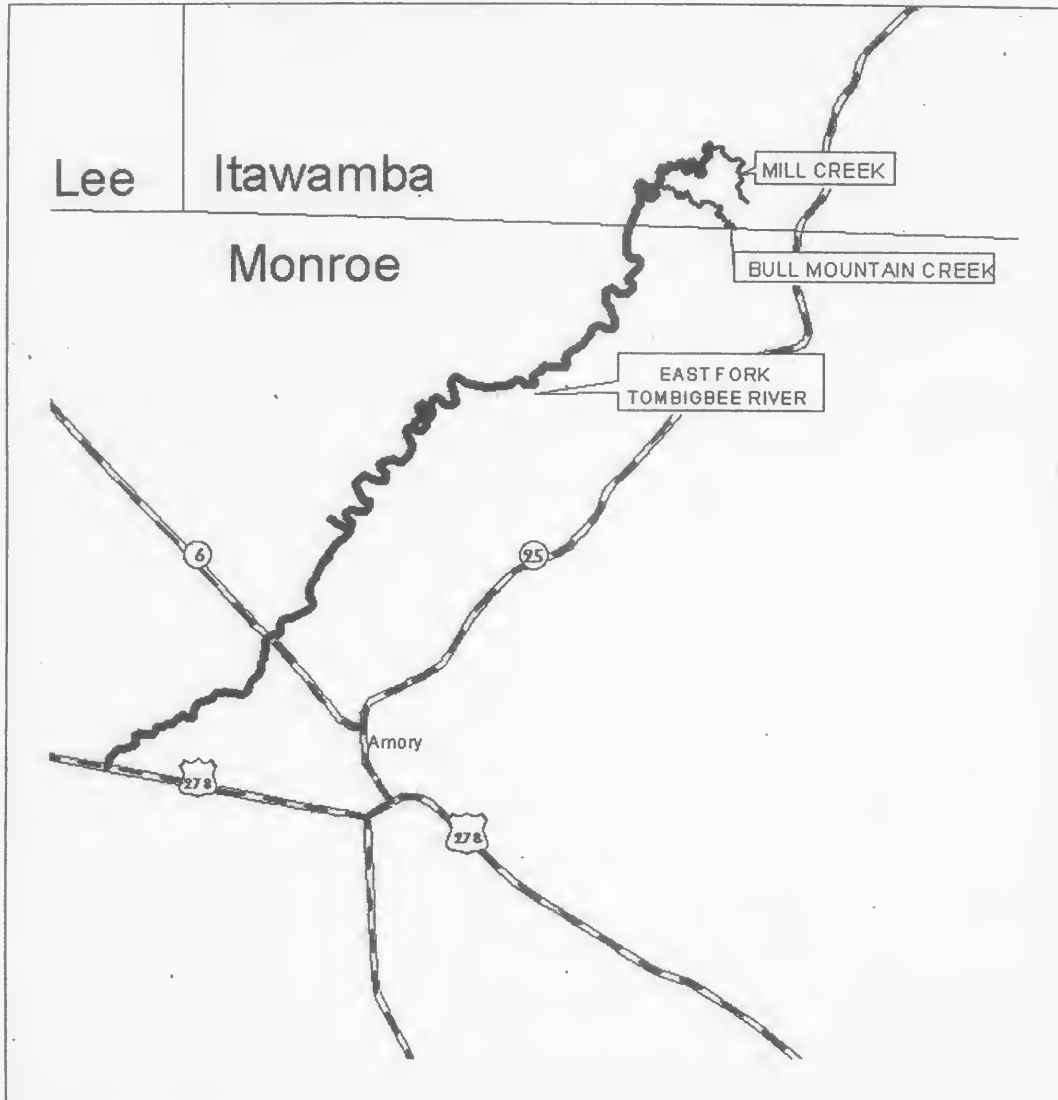 Lee
Itawamba
MILL CREEK
Monroe
BULL MOUNTAIN CREEK
EAST FORK
TOMBIGBEE RIVER
6
25
Amory
278
278